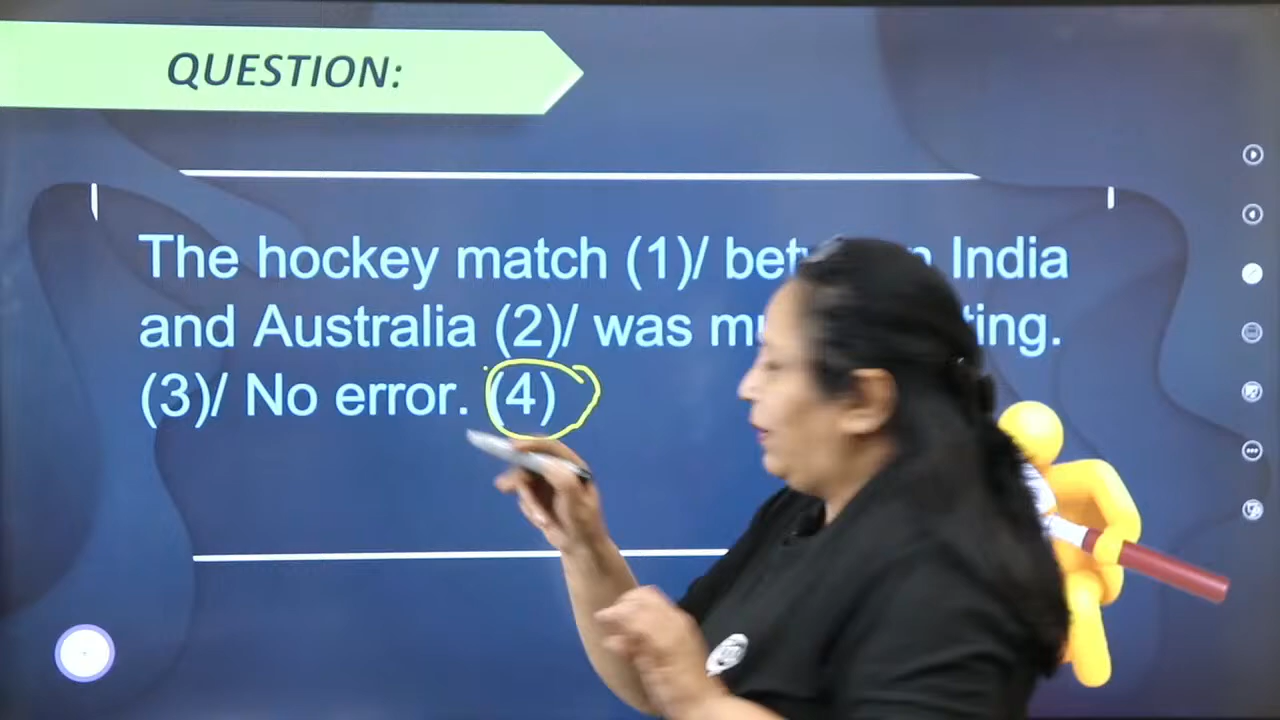 QUESTION:
The hockey match (1)/ India
and Australia (2)/ was
(3)/ No error. (4)